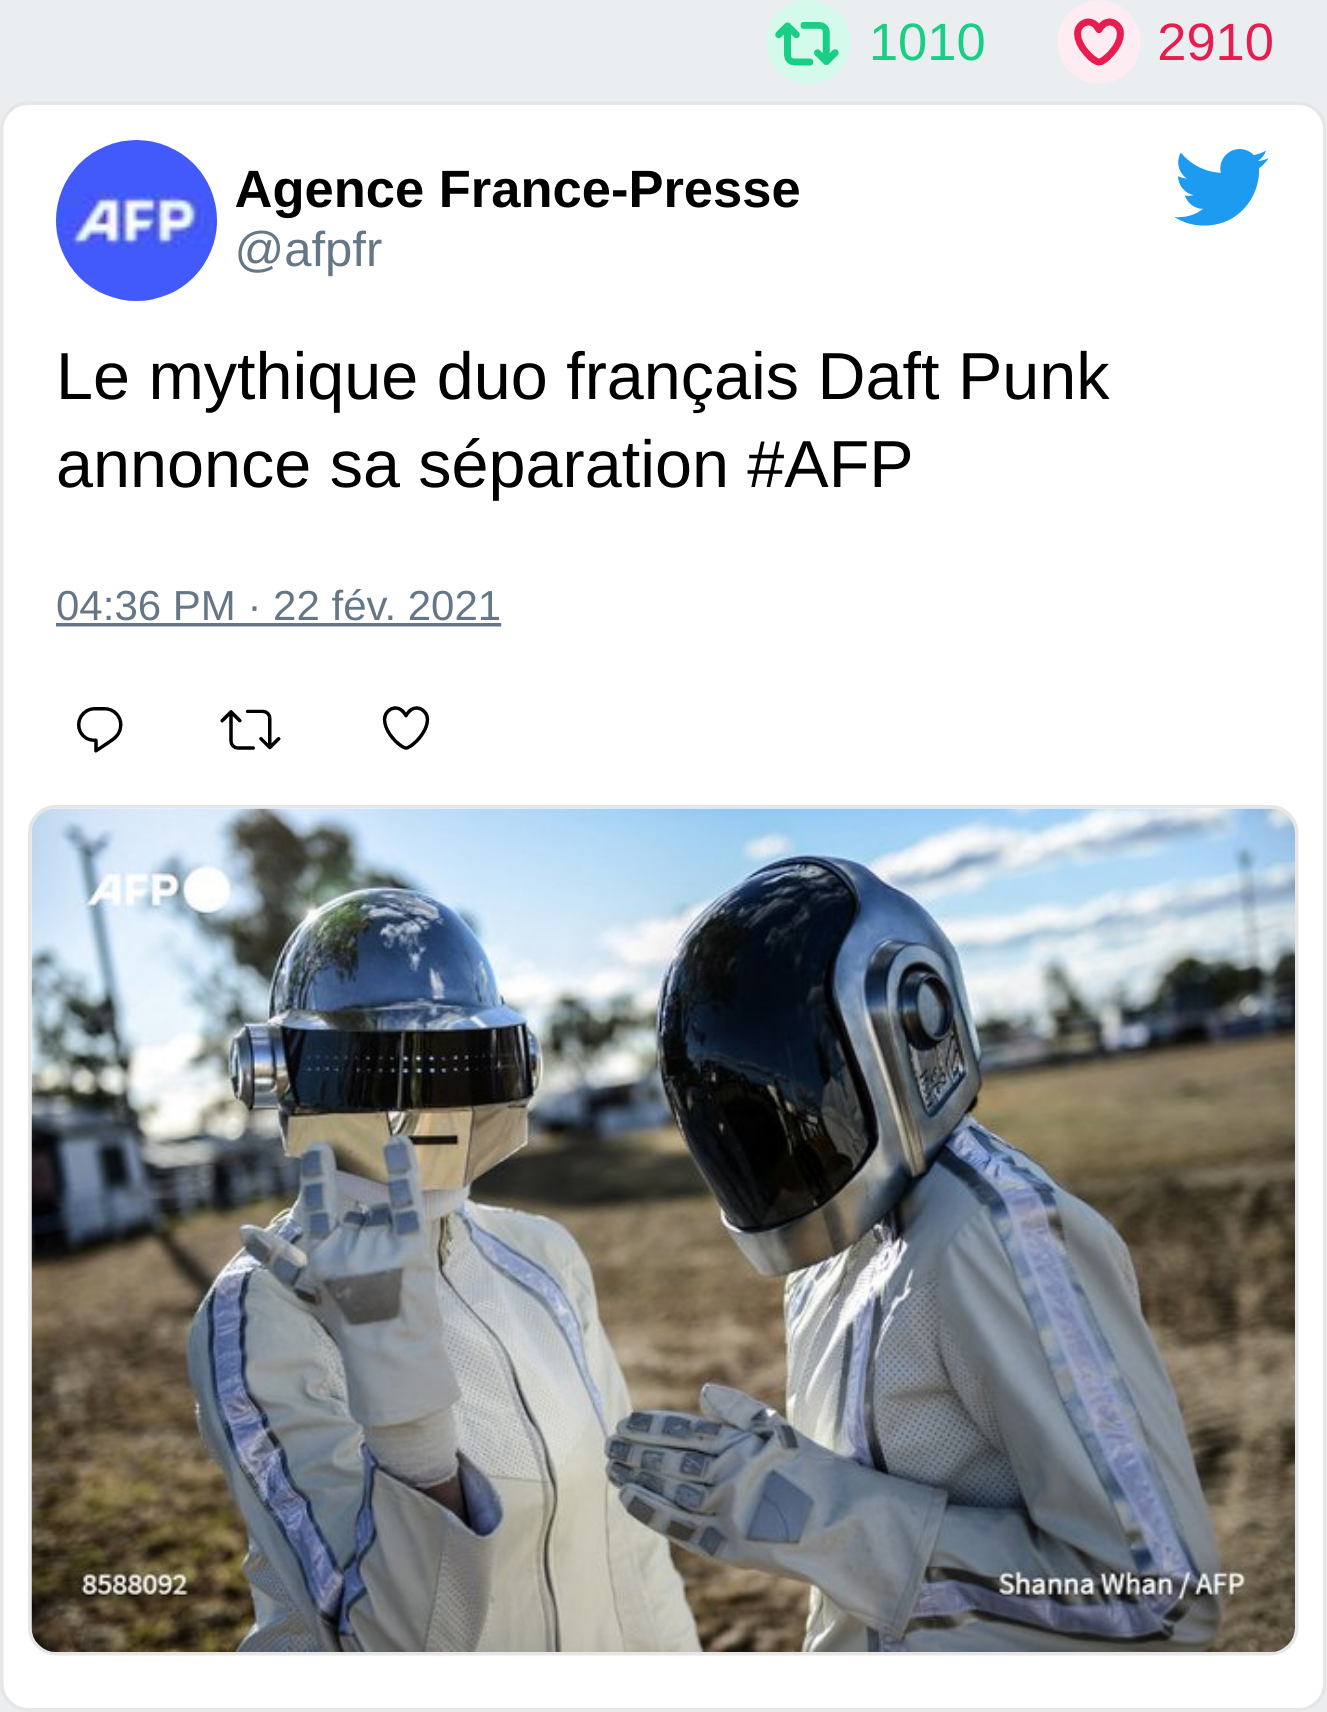 1010 2910
AFP
Agence France-Presse
@afpfr
Le mythique duo français Daft Punk
annonce sa séparation #AFP
04:36 PM · 22 fév. 2021
AFP
8588092
Shanna Whan / AFP